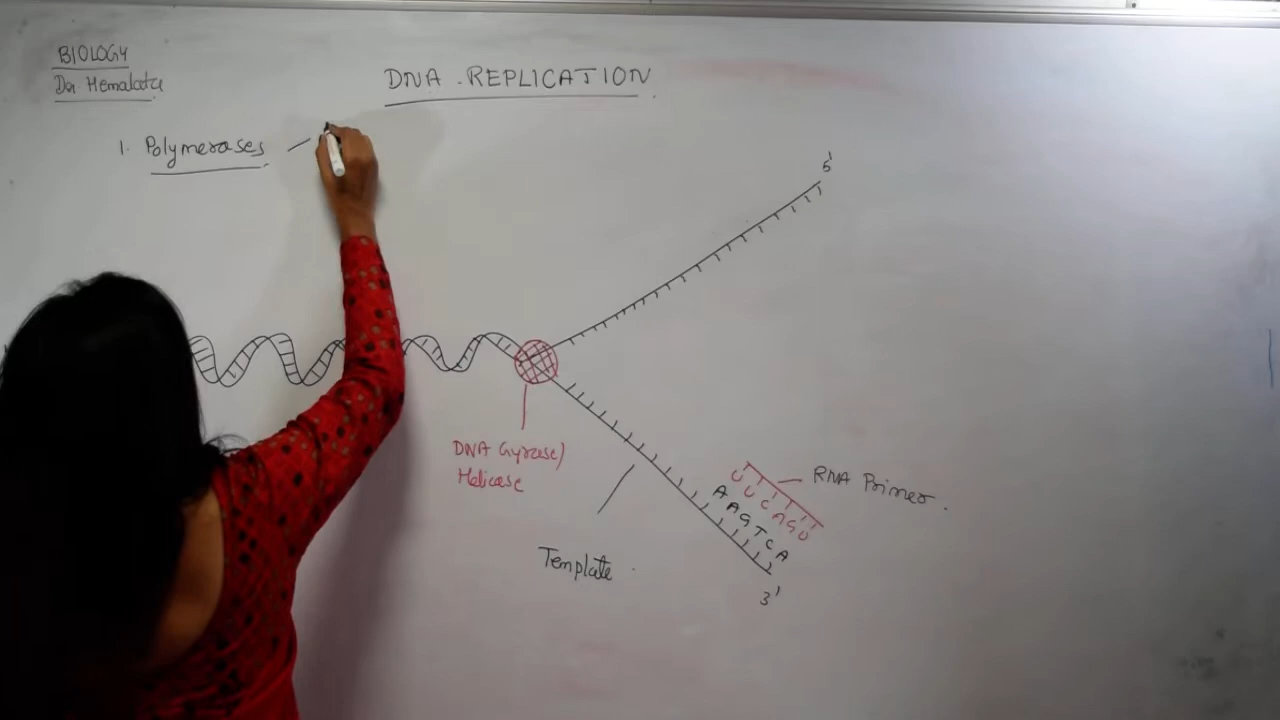 BIOLOGY
Dr Hemalata
DNA REPLICATION
1. Polymerases
5'
DNA Gyrase/
Helicase
RNA Primer.
UUCAGU
AAGTCA
Template
3'